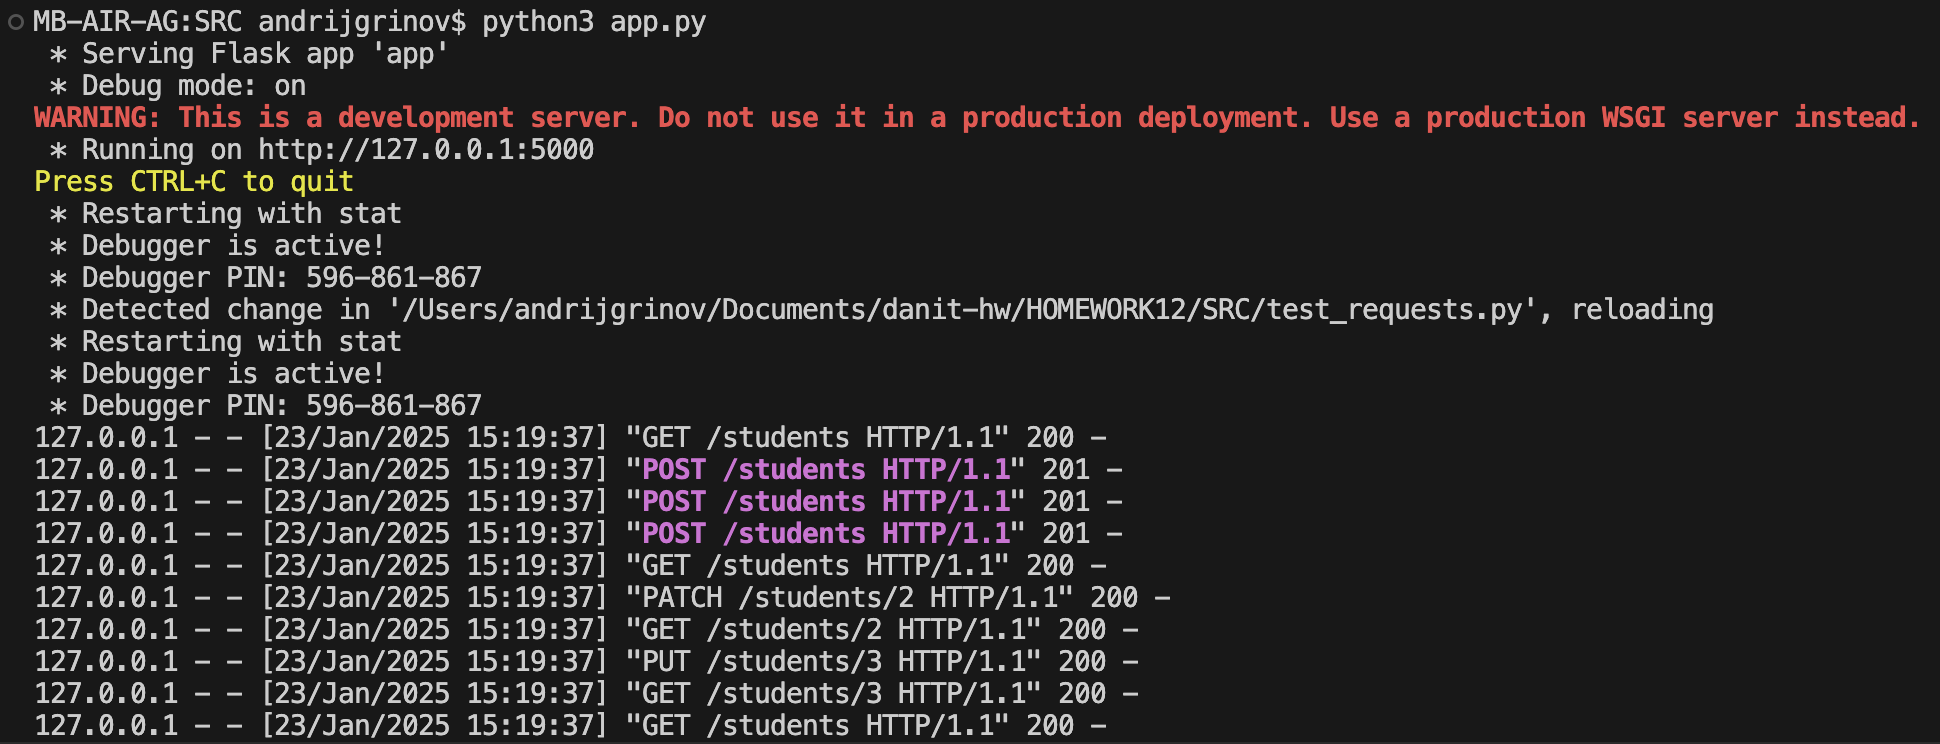 MB-AIR-AG:SRC andrijgrinov$ python3 app.py
 * Serving Flask app 'app'
 * Debug mode: on
WARNING: This is a development server. Do not use it in a production deployment. Use a production WSGI server instead.
 * Running on http://127.0.0.1:5000
Press CTRL+C to quit
 * Restarting with stat
 * Debugger is active!
 * Debugger PIN: 596-861-867
 * Detected change in '/Users/andrijgrinov/Documents/danit-hw/HOMEWORK12/SRC/test_requests.py', reloading
 * Restarting with stat
 * Debugger is active!
 * Debugger PIN: 596-861-867
127.0.0.1 - - [23/Jan/2025 15:19:37] "GET /students HTTP/1.1" 200 -
127.0.0.1 - - [23/Jan/2025 15:19:37] "POST /students HTTP/1.1" 201 -
127.0.0.1 - - [23/Jan/2025 15:19:37] "POST /students HTTP/1.1" 201 -
127.0.0.1 - - [23/Jan/2025 15:19:37] "POST /students HTTP/1.1" 201 -
127.0.0.1 - - [23/Jan/2025 15:19:37] "GET /students HTTP/1.1" 200 -
127.0.0.1 - - [23/Jan/2025 15:19:37] "PATCH /students/2 HTTP/1.1" 200 -
127.0.0.1 - - [23/Jan/2025 15:19:37] "GET /students/2 HTTP/1.1" 200 -
127.0.0.1 - - [23/Jan/2025 15:19:37] "PUT /students/3 HTTP/1.1" 200 -
127.0.0.1 - - [23/Jan/2025 15:19:37] "GET /students/3 HTTP/1.1" 200 -
127.0.0.1 - - [23/Jan/2025 15:19:37] "GET /students HTTP/1.1" 200 -